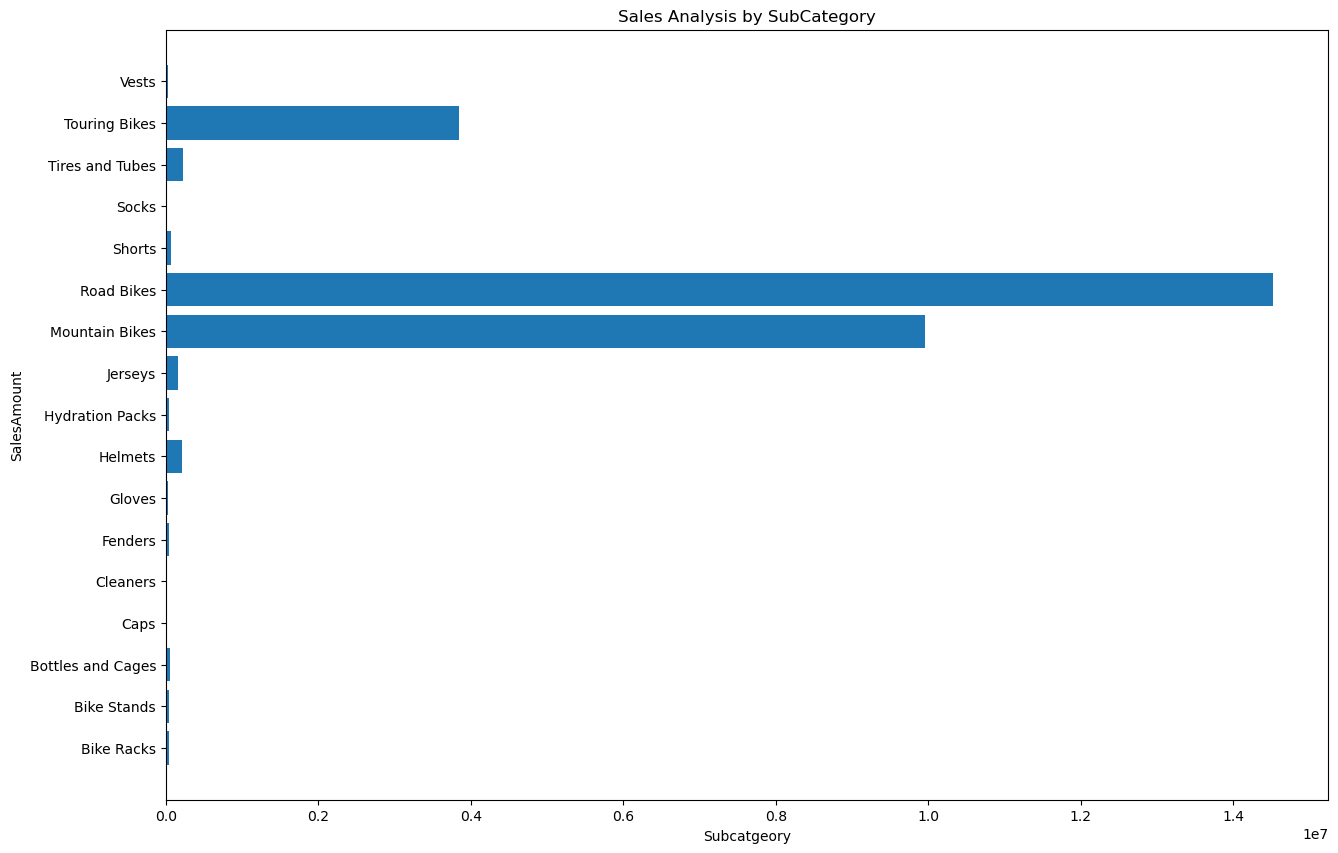 Sales Analysis by SubCategory
Vests
Touring Bikes
Tires and Tubes
Socks
Shorts
Road Bikes
Mountain Bikes
Jerseys
Hydration Packs
Helmets
Gloves
Fenders
Cleaners
Caps
Bottles and Cages
Bike Stands
Bike Racks
SalesAmount
0.0 0.2 0.4 0.6 0.8 1.0 1.2 1.4
1e7
Subcatgeory